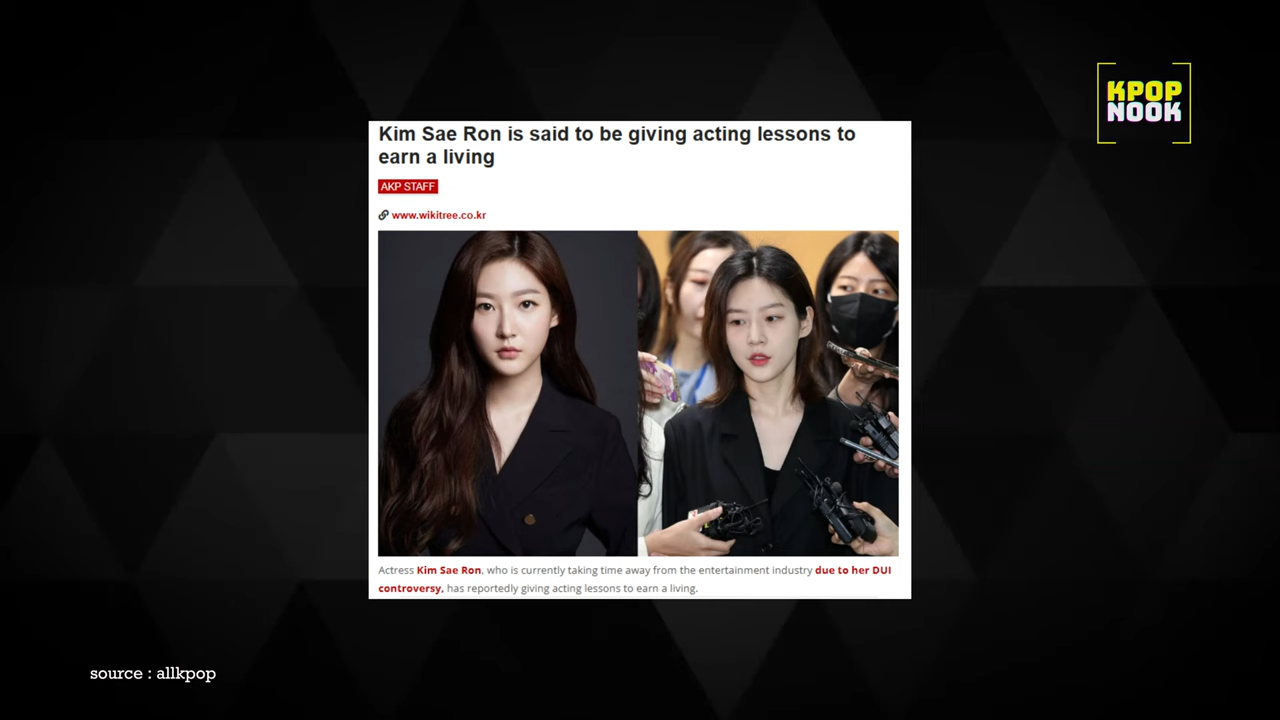 KPOP
NOOK
Kim Sae Ron is said to be giving acting lessons to
earn a living
AKP STAFF
www.wikitree.co.kr
Actress Kim Sae Ron, who is currently taking time away from the entertainment industry due to her DUI
controversy, has reportedly giving acting lessons to earn a living.
source : allkpop